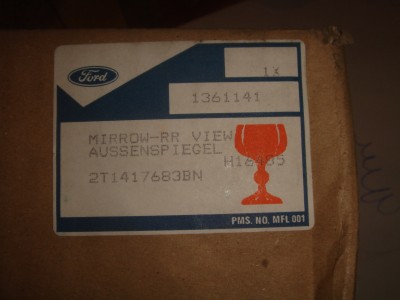 Ford
1X
1361141
MIRROW-RR VIEW
AUSSENSPIEGEL
2T1417683BN
PMS. NO. MFL 001